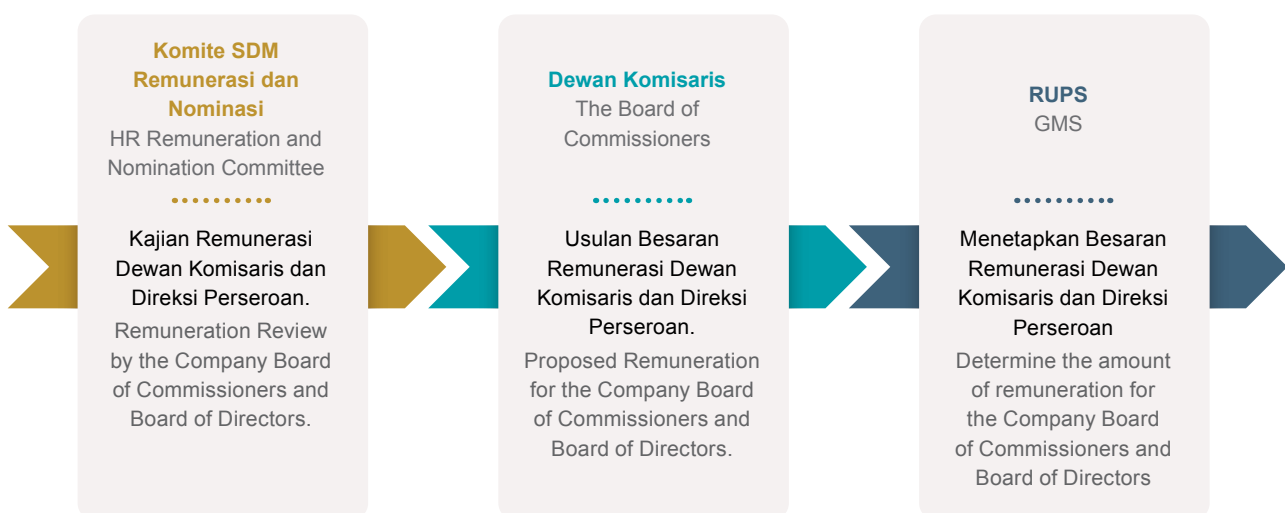 Komite SDM
Remunerasi dan
Nominasi
HR Remuneration and
Nomination Committee
Kajian Remunerasi
Dewan Komisaris dan
Direksi Perseroan.
Remuneration Review
by the Company Board
of Commissioners and
Board of Directors.
Dewan Komisaris
The Board of
Commissioners
Usulan Besaran
Remunerasi Dewan
Komisaris dan Direksi
Perseroan.
Proposed Remuneration
for the Company Board
of Commissioners and
Board of Directors.
RUPS
GMS
Menetapkan Besaran
Remunerasi Dewan
Komisaris dan Direksi
Perseroan
Determine the amount
of remuneration for
the Company Board
of Commissioners and
Board of Directors